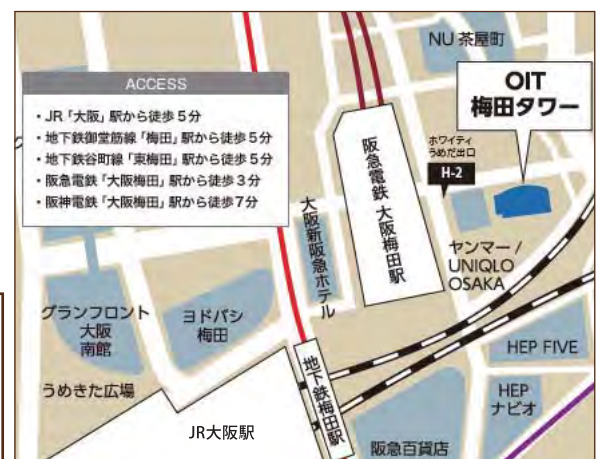 ACCESS
・JR「大阪」駅から徒歩5分
・地下鉄御堂筋線「梅田」駅から徒歩5分
・地下鉄谷町線「東梅田」駅から徒歩5分
・阪急電鉄「大阪梅田」駅から徒歩3分
・阪神電鉄「大阪梅田」駅から徒歩7分
NU 茶屋町
OIT
梅田タワー
ホワイティ
うめだ出口
H-2
阪急電鉄 大阪梅田駅
大阪新阪急ホテル
ヤンマー /
UNIQLO
OSAKA
グランフロント
大阪
南館
ヨドバシ
梅田
うめきた広場
地下鉄梅田駅
JR大阪駅
HEP FIVE
HEP
ナビオ
阪急百貨店